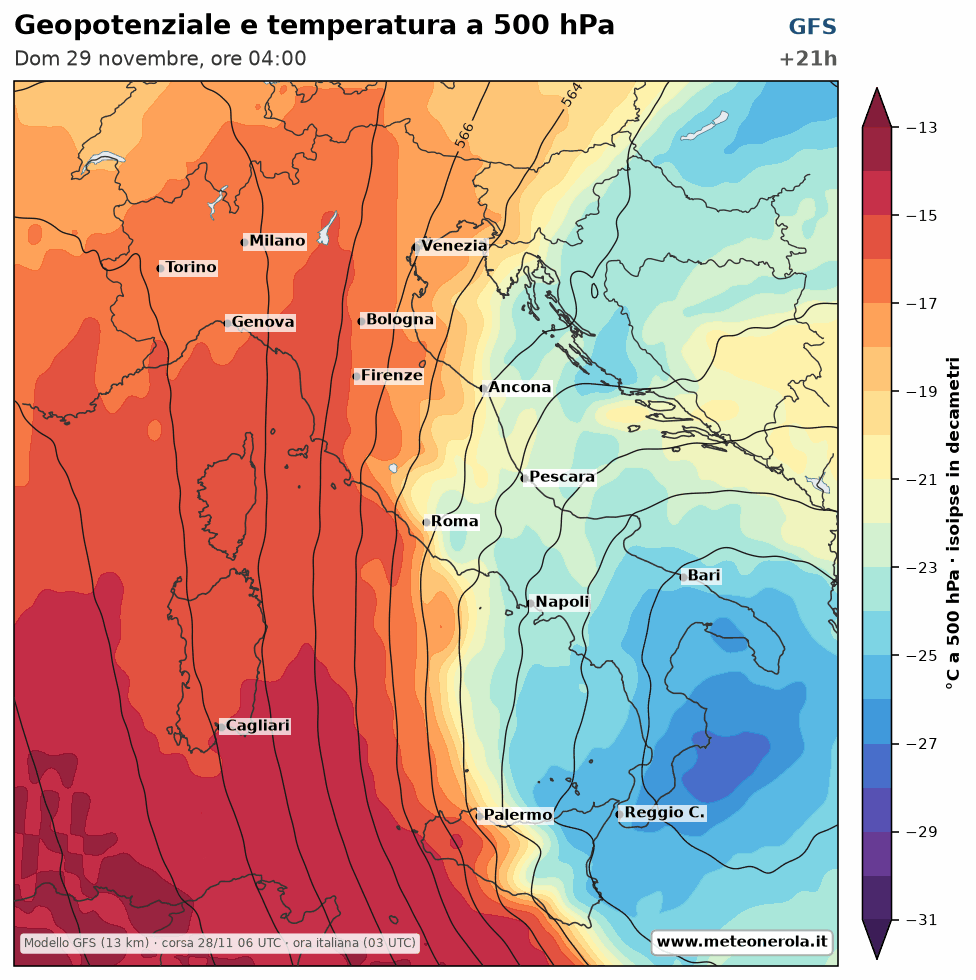 Geopotenziale e temperatura a 500 hPa
GFS
Dom 29 novembre, ore 04:00
+21h
564
566
−13
−15
−17
−19
−21
−23
−25
−27
−29
−31
°C a 500 hPa · isoipse in decametri
Milano
Venezia
Torino
Genova
Bologna
Firenze
Ancona
Pescara
Roma
Bari
Napoli
Cagliari
Palermo
Reggio C.
Modello GFS (13 km) · corsa 28/11 06 UTC · ora italiana (03 UTC)
www.meteonerola.it